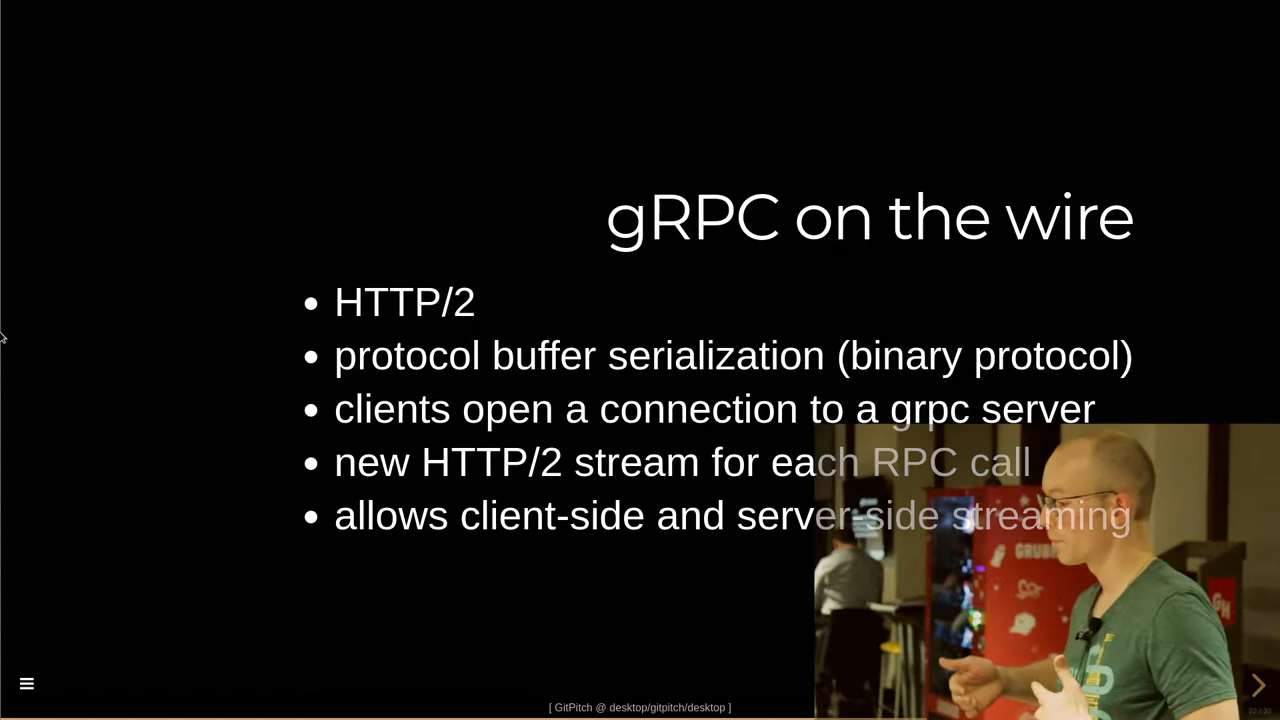 gRPC on the wire
• HTTP/2
• protocol buffer serialization (binary protocol)
• clients open a connection to a grpc server
• new HTTP/2 stream for each RPC call
• allows client-side and server-side streaming
GH
[ GitPitch @ desktop/gitpitch/desktop ]